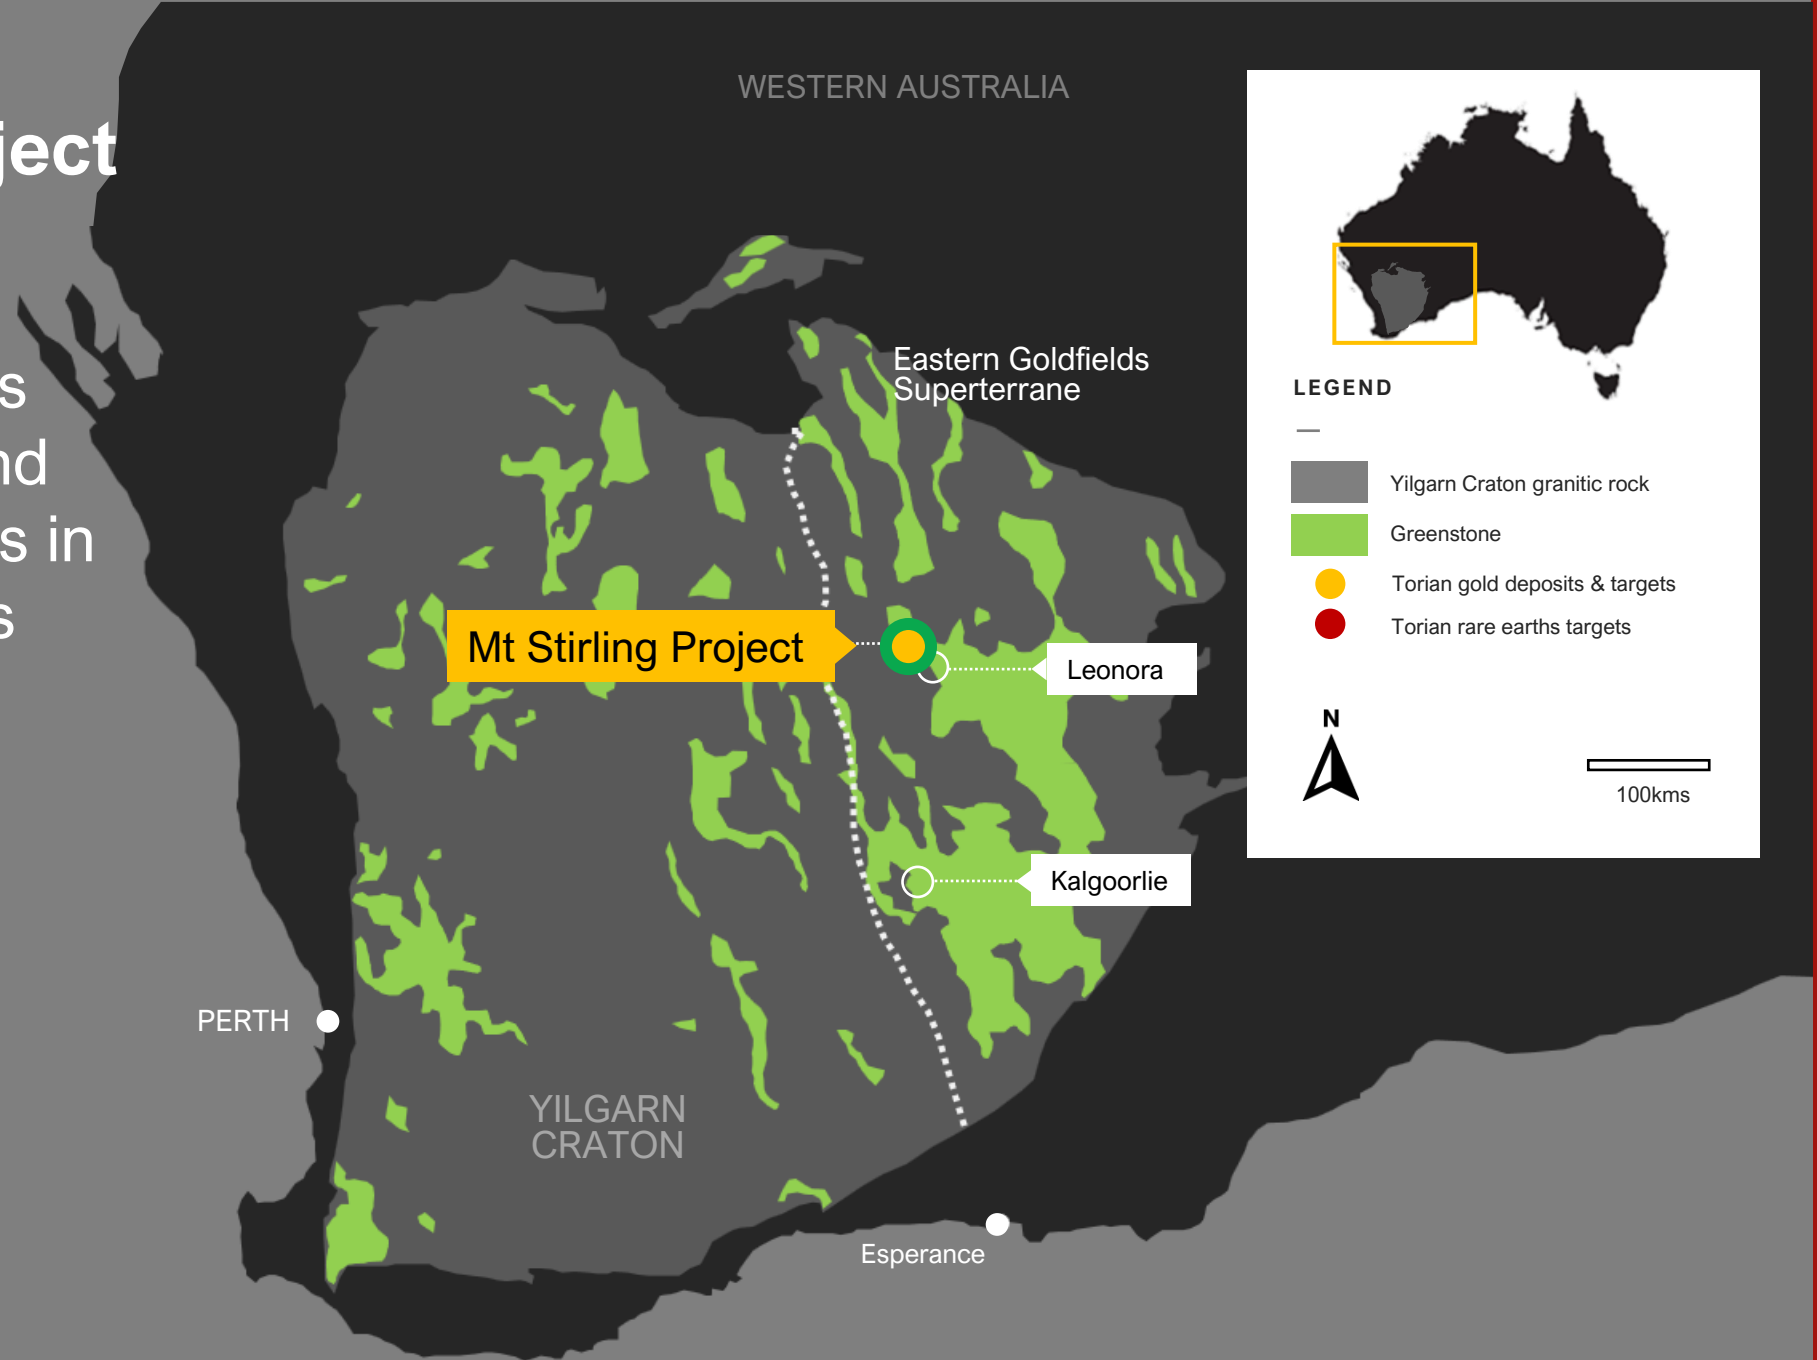 WESTERN AUSTRALIA
ject
s
nd
s in
s
Eastern Goldfields
Superterrane
Mt Stirling Project
Leonora
Kalgoorlie
PERTH
YILGARN
CRATON
Esperance
LEGEND
Yilgarn Craton granitic rock
Greenstone
Torian gold deposits & targets
Torian rare earths targets
N
100kms